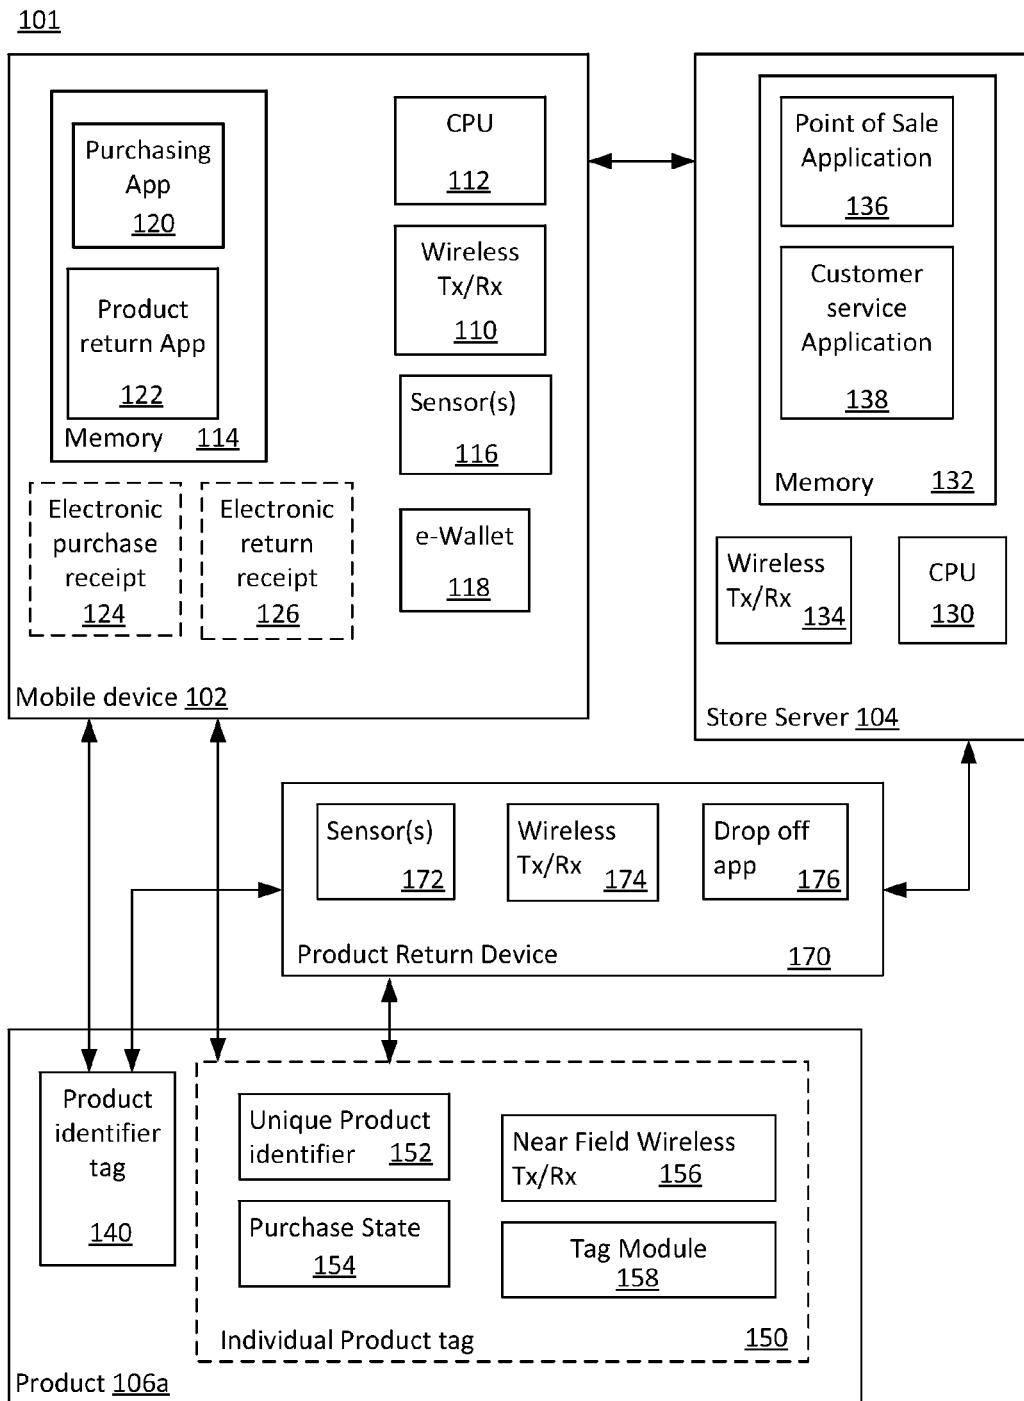 101
Purchasing
App
120
Product
return App
122
Memory 114
CPU
112
Wireless
Tx/Rx
110
Sensor(s)
116
e-Wallet
118
Electronic
purchase
receipt
124
Electronic
return
receipt
126
Mobile device 102
Point of Sale
Application
136
Customer
service
Application
138
Memory 132
Wireless
Tx/Rx 134
CPU
130
Store Server 104
Sensor(s)
172
Wireless
Tx/Rx 174
Drop off
app 176
Product Return Device 170
Product
identifier
tag
140
Unique Product
identifier 152
Purchase State
154
Near Field Wireless
Tx/Rx 156
Tag Module
158
Individual Product tag 150
Product 106a